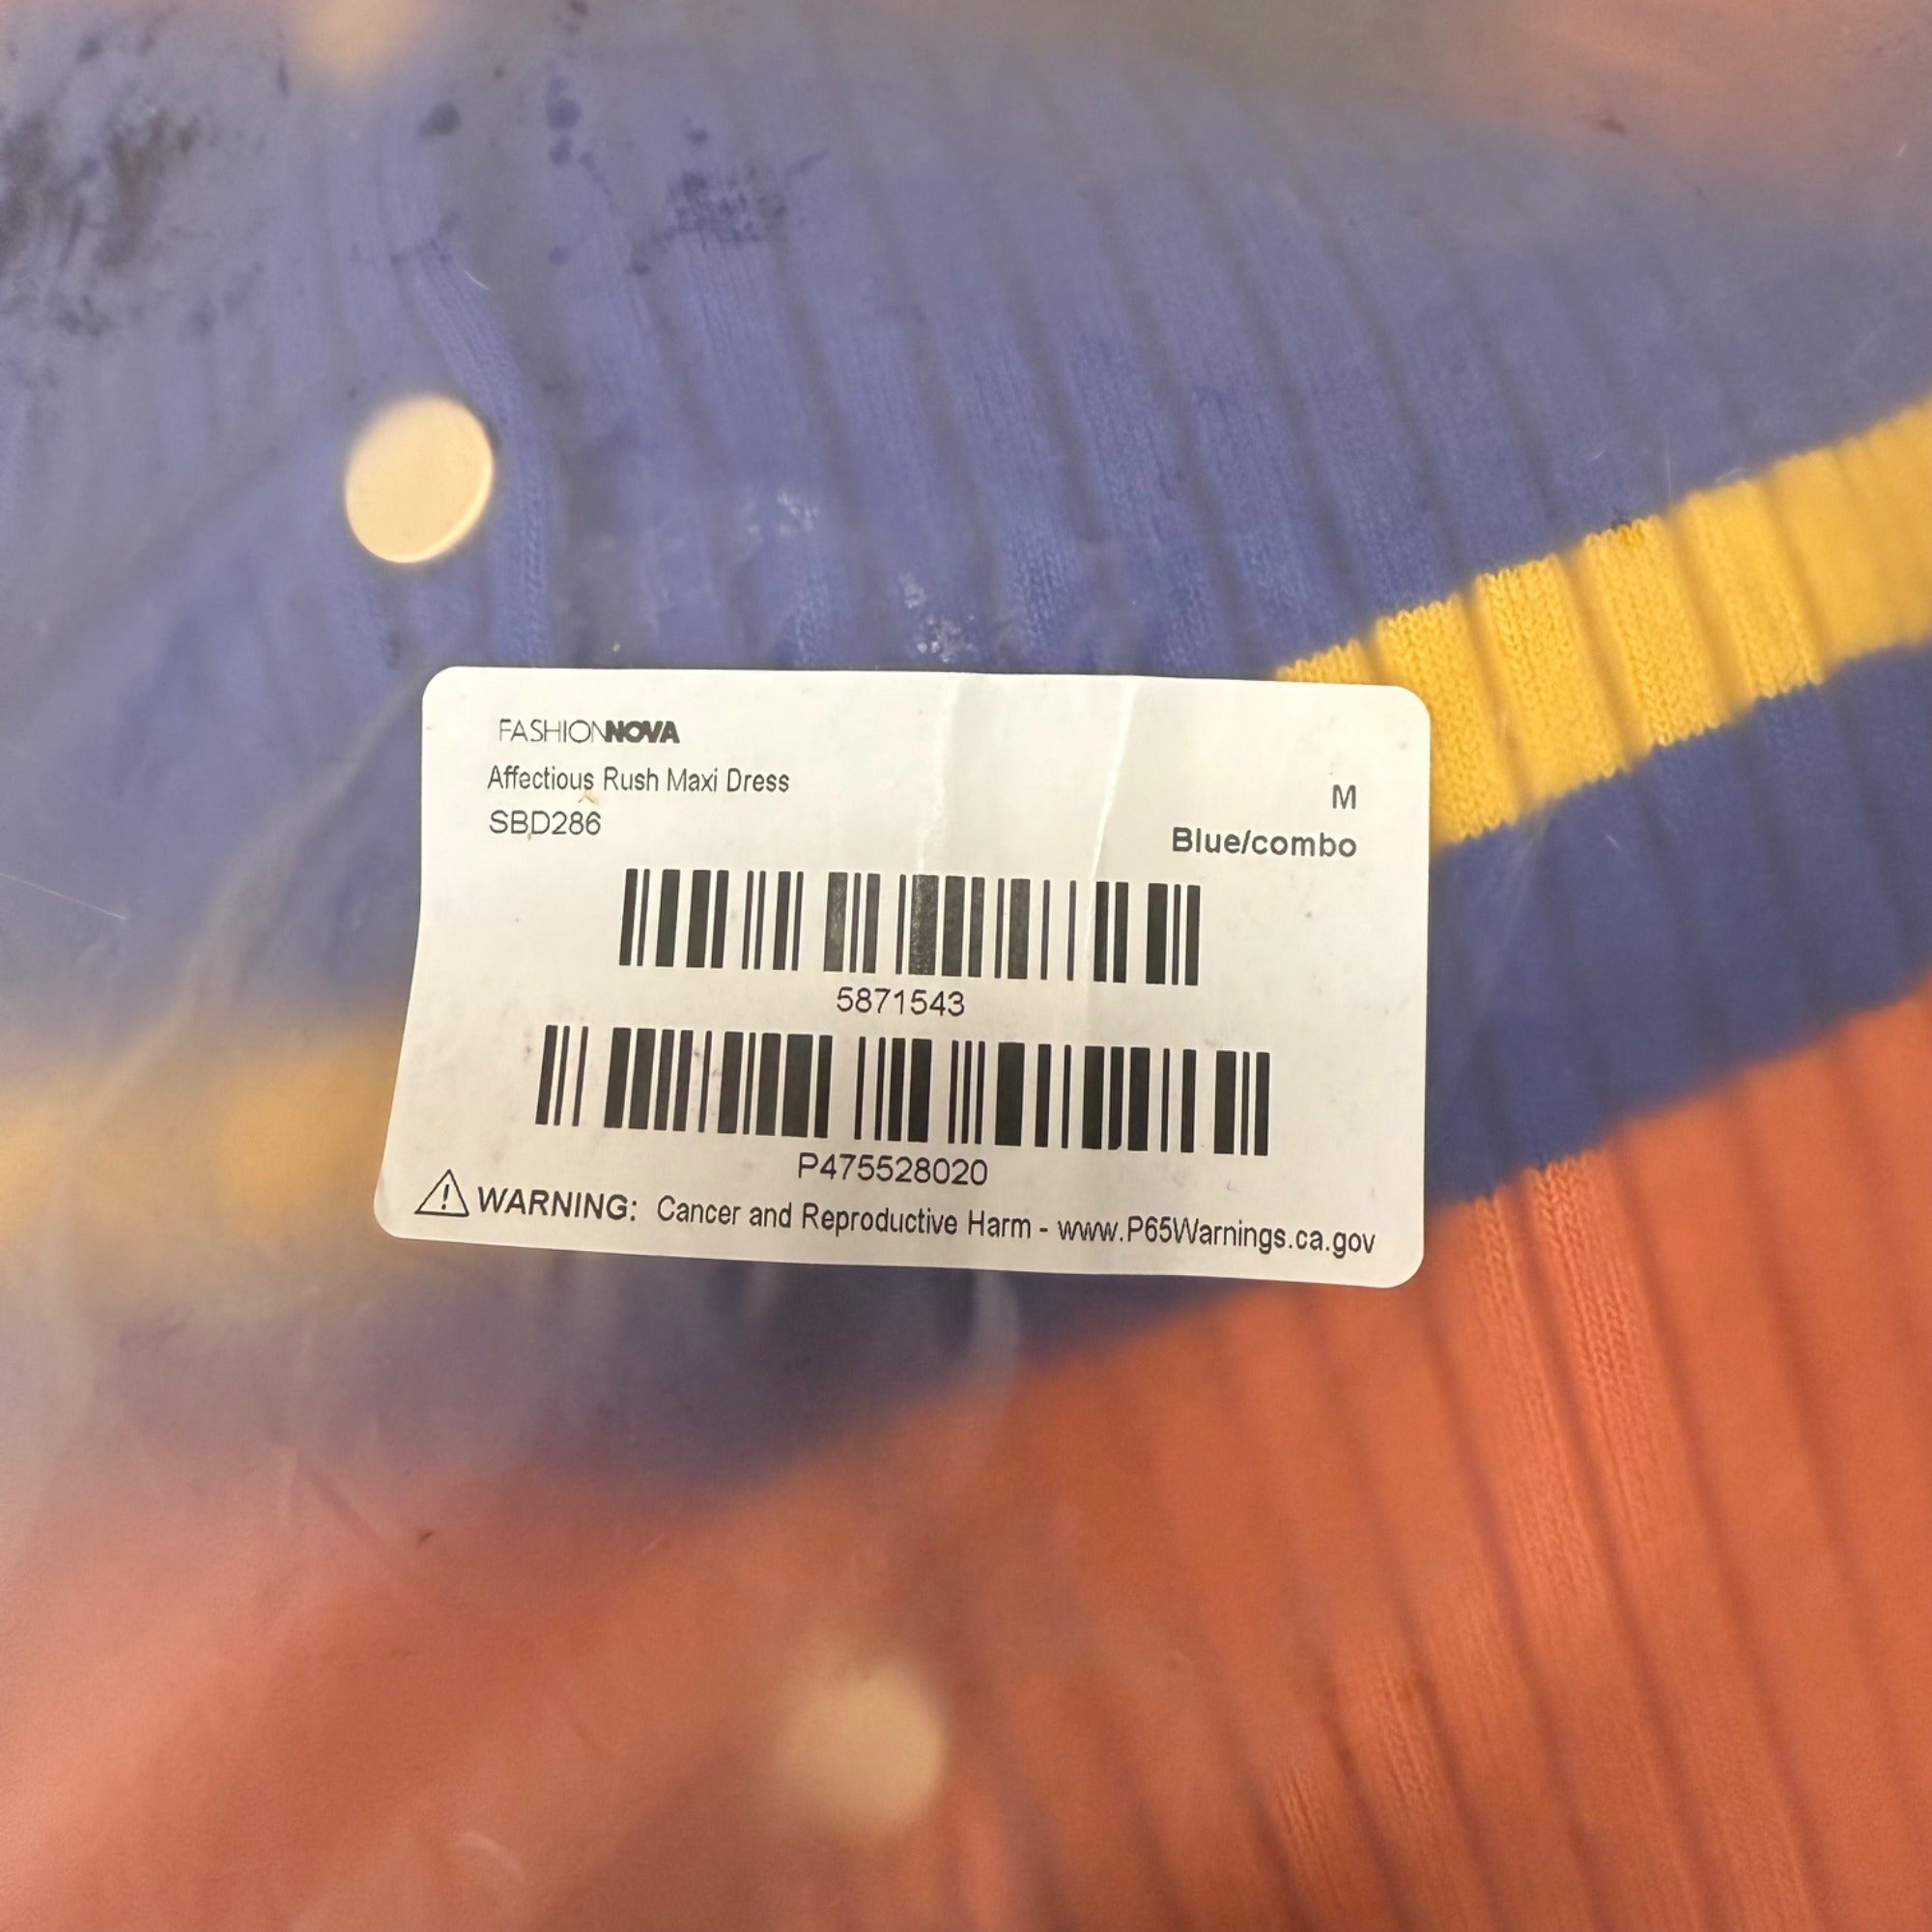 FASHIONNOVA
Affectious Rush Maxi Dress
SBD286
M
Blue/combo
5871543
P475528020
WARNING: Cancer and Reproductive Harm - www.P65Warnings.ca.gov